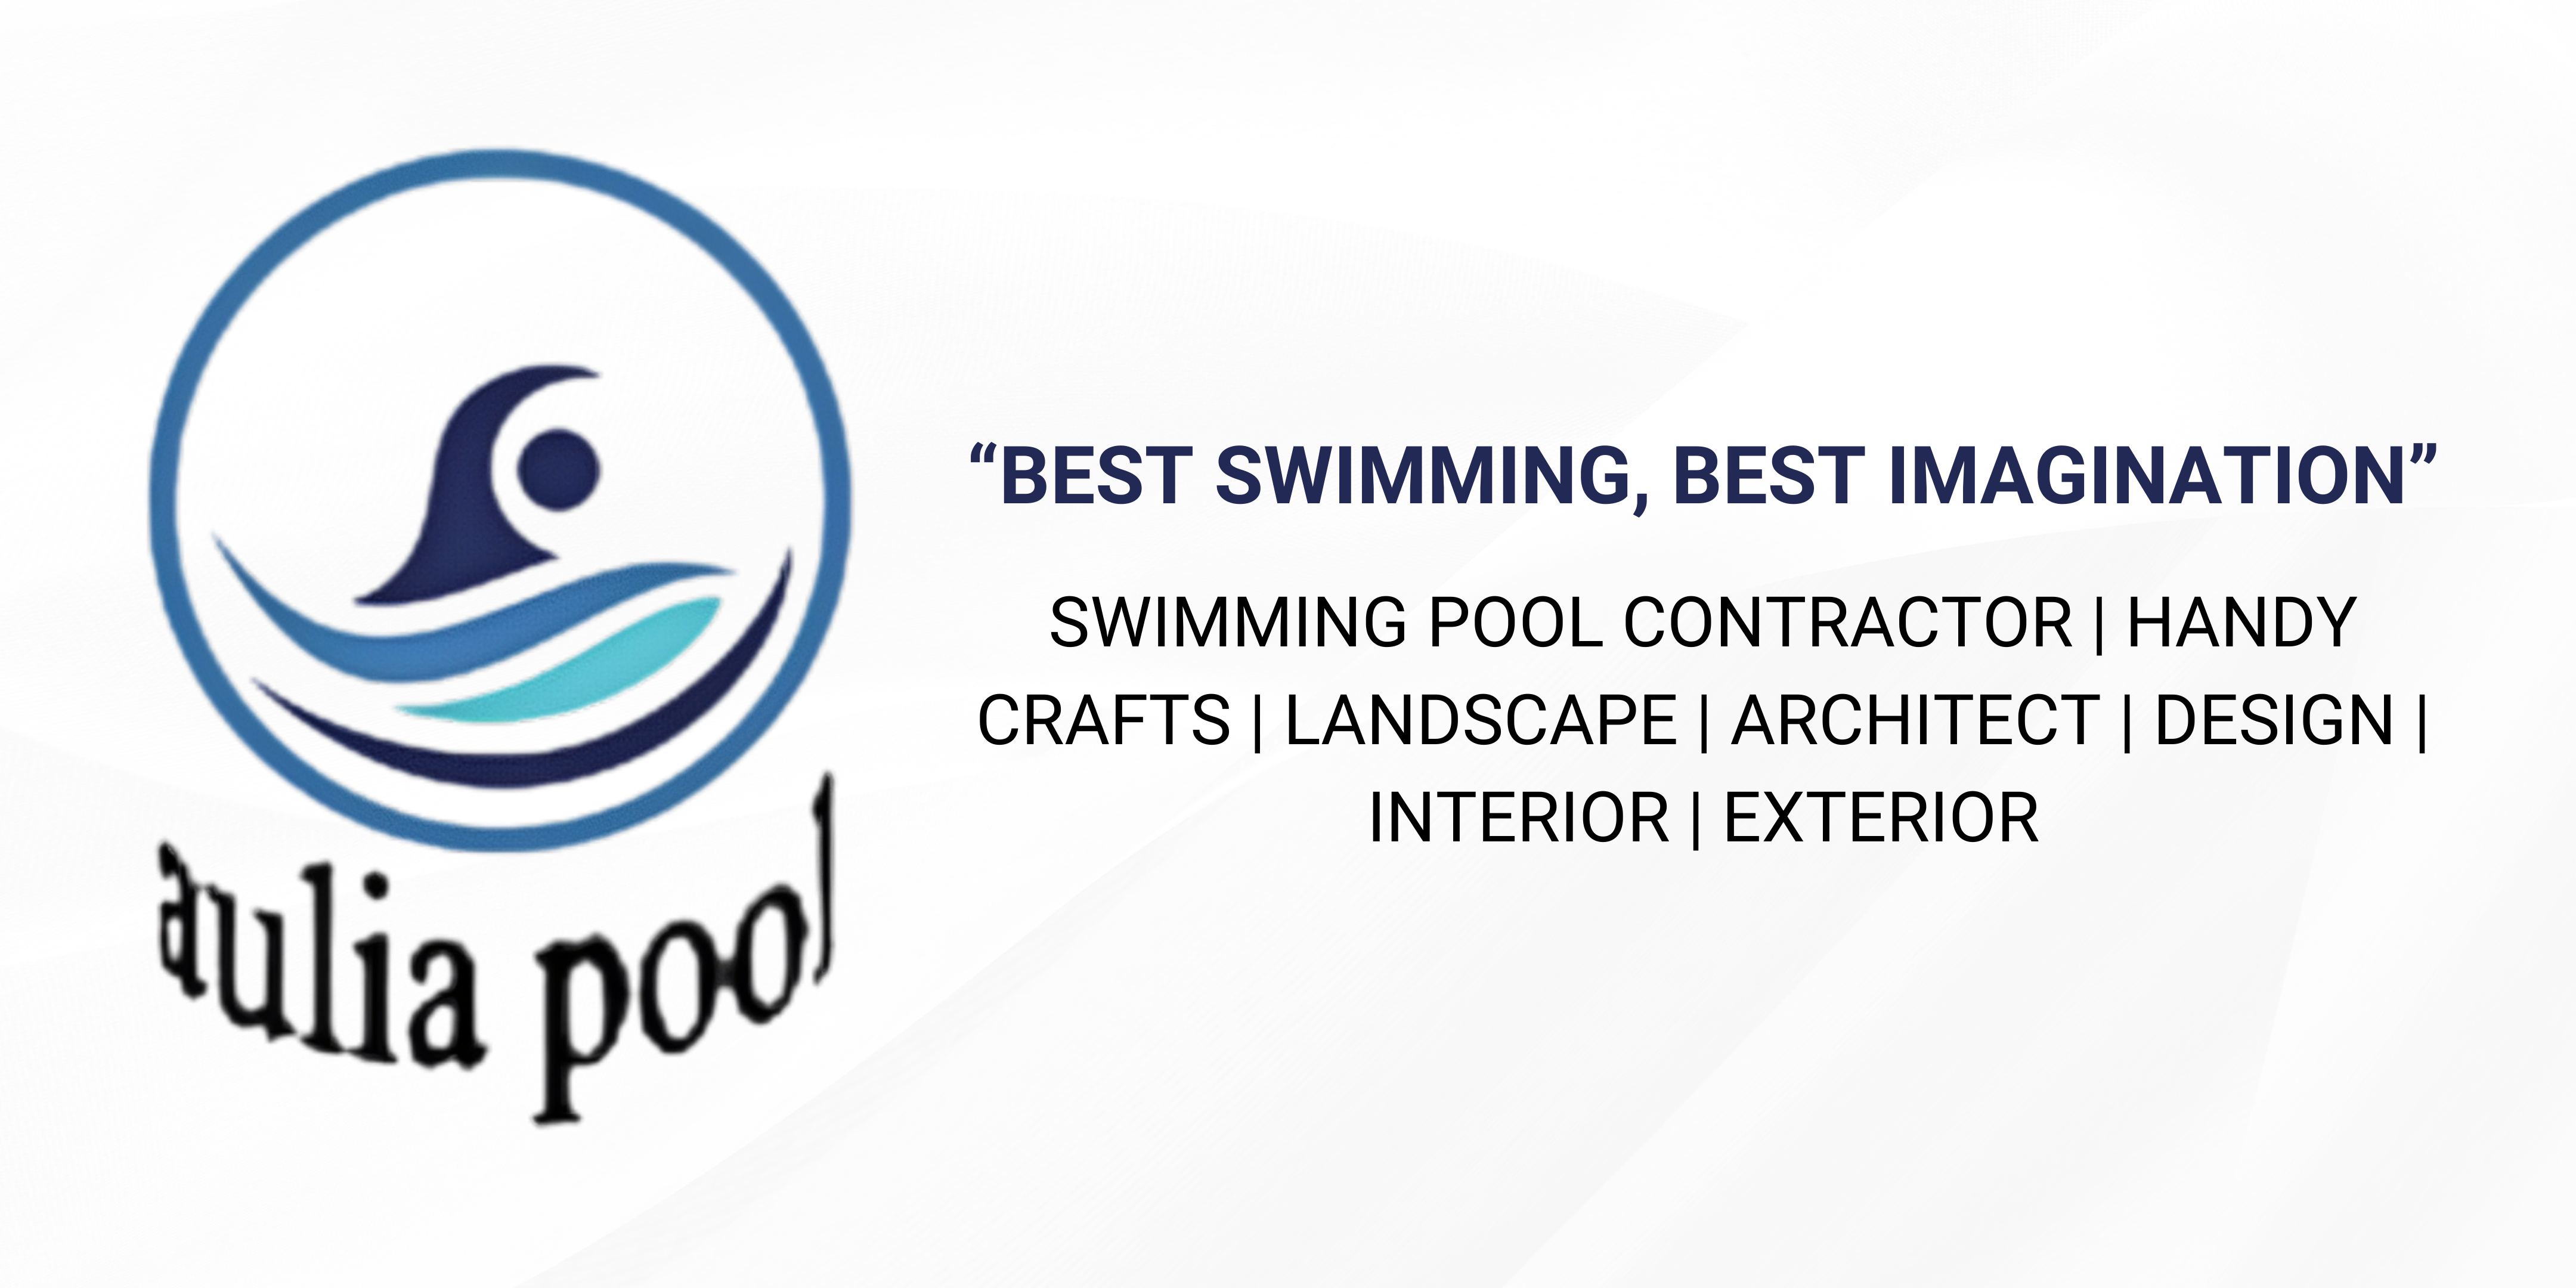 aulia pool
“BEST SWIMMING, BEST IMAGINATION”
SWIMMING POOL CONTRACTOR | HANDY
CRAFTS | LANDSCAPE | ARCHITECT | DESIGN |
INTERIOR | EXTERIOR